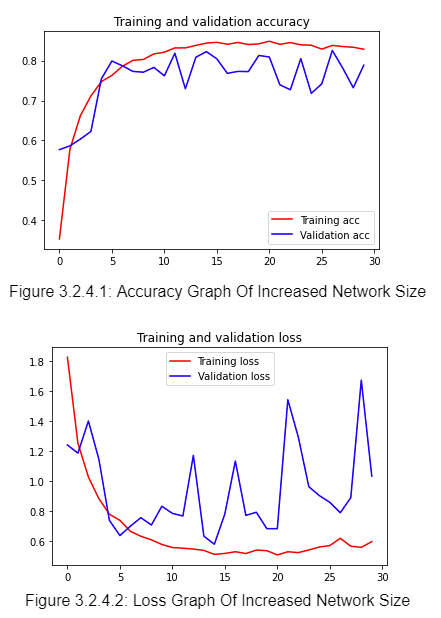 Training and validation accuracy
0.8
0.7
0.6
0.5
0.4
Training acc
Validation acc
0 5 10 15 20 25 30
Figure 3.2.4.1: Accuracy Graph Of Increased Network Size
Training and validation loss
1.8
1.6
1.4
1.2
1.0
0.8
0.6
Training loss
Validation loss
0 5 10 15 20 25 30
Figure 3.2.4.2: Loss Graph Of Increased Network Size